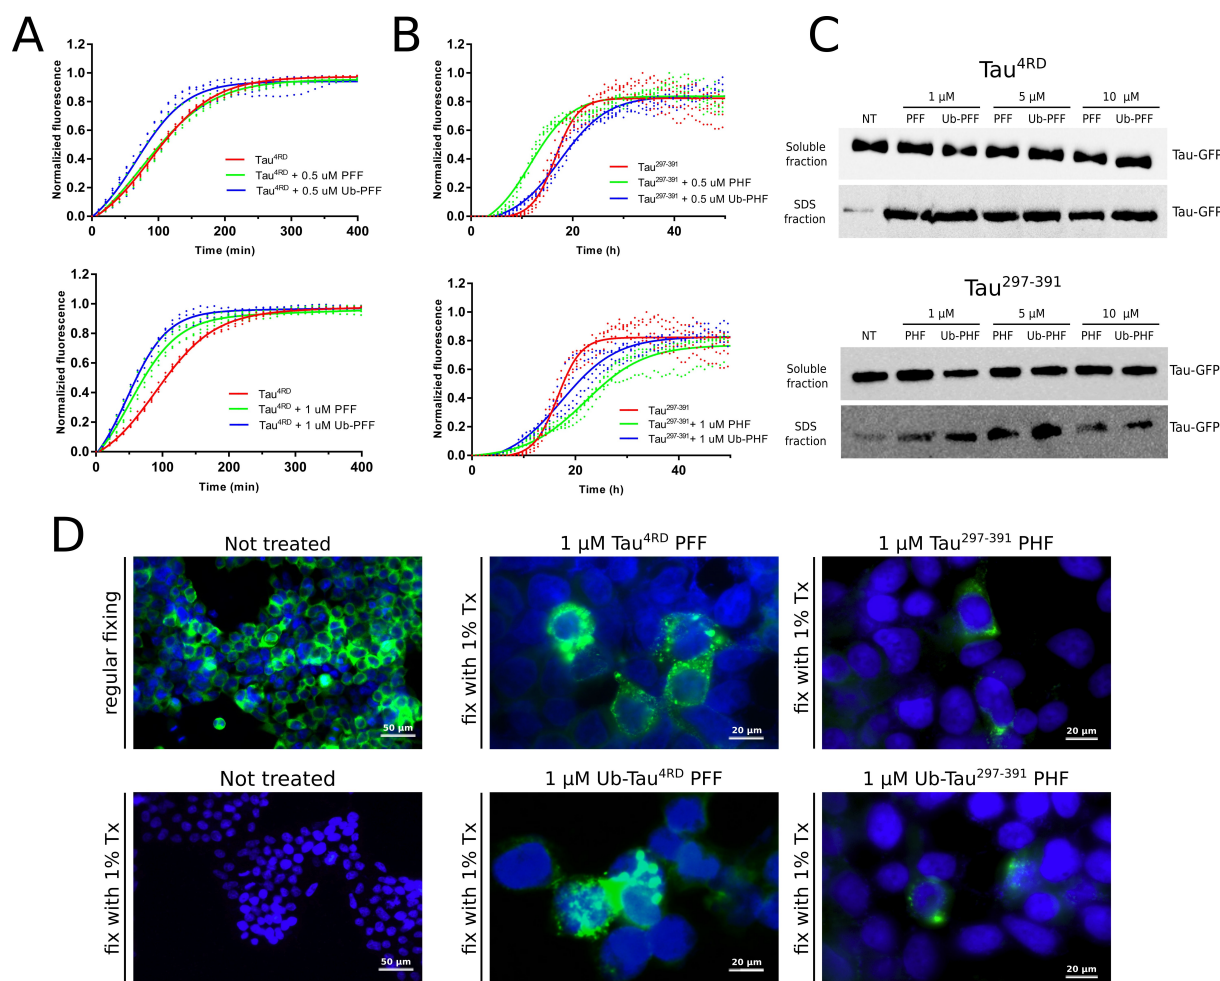 A
B
C
1.2
1.0
0.8
0.6
0.4
0.2
0.0
Normalizied fluorescence
0
100
200
300
400
Time (min)
Tau4RD
Tau4RD + 0.5 uM PFF
Tau4RD + 0.5 uM Ub-PFF
1.2
1.0
0.8
0.6
0.4
0.2
0.0
Normalizied fluorescence
0
20
40
Time (h)
Tau297-391
Tau297-391 + 0.5 uM PHF
Tau297-391 + 0.5 uM Ub-PHF
1.2
1.0
0.8
0.6
0.4
0.2
0.0
Normalizied fluorescence
0
100
200
300
400
Time (min)
Tau4RD
Tau4RD + 1 uM PFF
Tau4RD + 1 uM Ub-PFF
1.2
1.0
0.8
0.6
0.4
0.2
0.0
Normalizied fluorescence
0
20
40
Time (h)
Tau297-391
Tau297-391+ 1 uM PHF
Tau297-391+ 1 uM Ub-PHF
Tau4RD
1 µM 5 µM 10 µM
NT PFF Ub-PFF PFF Ub-PFF PFF Ub-PFF
Soluble
fraction
Tau-GFP
SDS
fraction
Tau-GFP
Tau297-391
1 µM 5 µM 10 µM
NT PHF Ub-PHF PHF Ub-PHF PHF Ub-PHF
Soluble
fraction
Tau-GFP
SDS
fraction
Tau-GFP
D
Not treated
regular fixing
50 µm
1 µM Tau4RD PFF
fix with 1% Tx
20 µm
1 µM Tau297-391 PHF
fix with 1% Tx
20 µm
Not treated
fix with 1% Tx
50 µm
1 µM Ub-Tau4RD PFF
fix with 1% Tx
20 µm
1 µM Ub-Tau297-391 PHF
fix with 1% Tx
20 µm